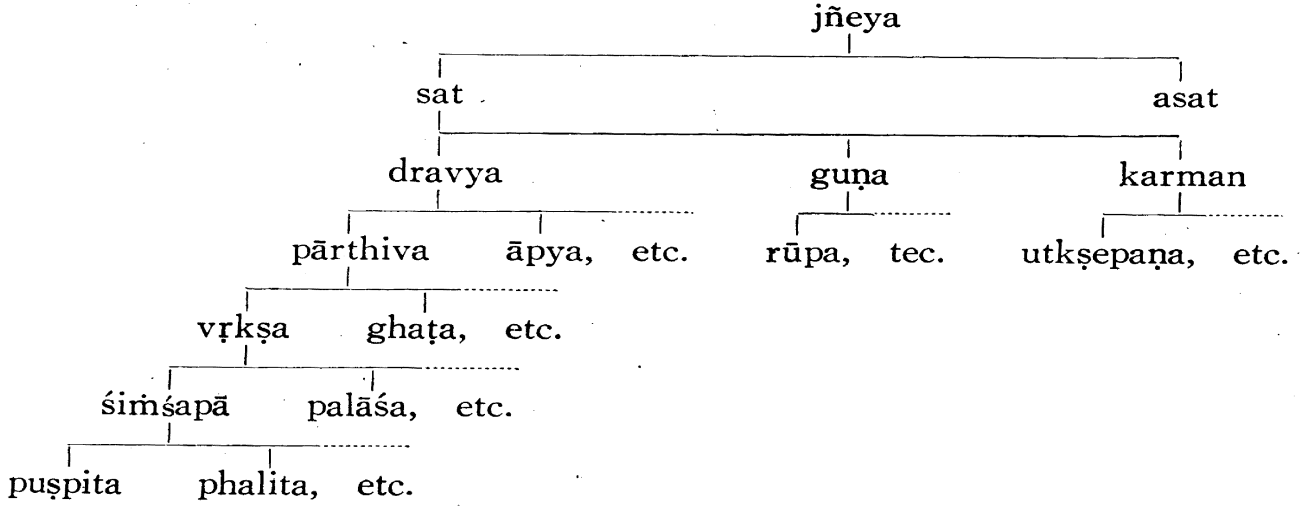 jñeya
sat asat
dravya guṇa karman
pārthiva āpya, etc. rūpa, tec. utkṣepaṇa, etc.
vṛkṣa ghaṭa, etc.
śiṁśapā palāśa, etc.
puṣpita phalita, etc.